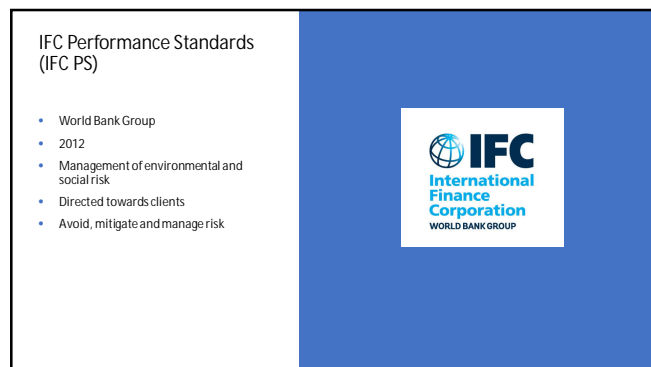 IFC Performance Standards
(IFC PS)
• World Bank Group
• 2012
• Management of environmental and
social risk
• Directed towards clients
• Avoid, mitigate and manage risk
IFC
International
Finance
Corporation
WORLD BANK GROUP